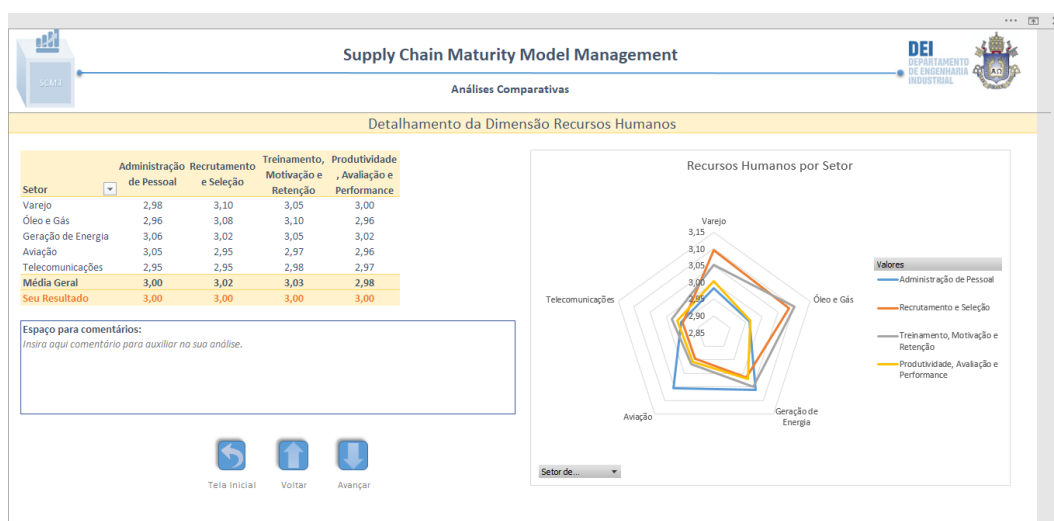 Supply Chain Maturity Model Management
SCM3
DEI
DEPARTAMENTO
DE ENGENHARIA
INDUSTRIAL
Análises Comparativas
Detalhamento da Dimensão Recursos Humanos
Setor
Administração de Pessoal
Recrutamento e Seleção
Treinamento, Motivação e Retenção
Produtividade , Avaliação e Performance
Varejo 2,98 3,10 3,05 3,00
Óleo e Gás 2,96 3,08 3,10 2,96
Geração de Energia 3,06 3,02 3,05 3,02
Aviação 3,05 2,95 2,97 2,96
Telecomunicações 2,95 2,95 2,98 2,97
Média Geral 3,00 3,02 3,03 2,98
Seu Resultado 3,00 3,00 3,00 3,00
Espaço para comentários:
Insira aqui comentário para auxiliar na sua análise.
Tela Inicial
Voltar
Avançar
Recursos Humanos por Setor
Varejo
3,15
3,10
3,05
3,00
2,95
2,90
2,85
Telecomunicações
Óleo e Gás
Aviação
Geração de
Energia
Valores
Administração de Pessoal
Recrutamento e Seleção
Treinamento, Motivação e
Retenção
Produtividade, Avaliação e
Performance
Setor de...